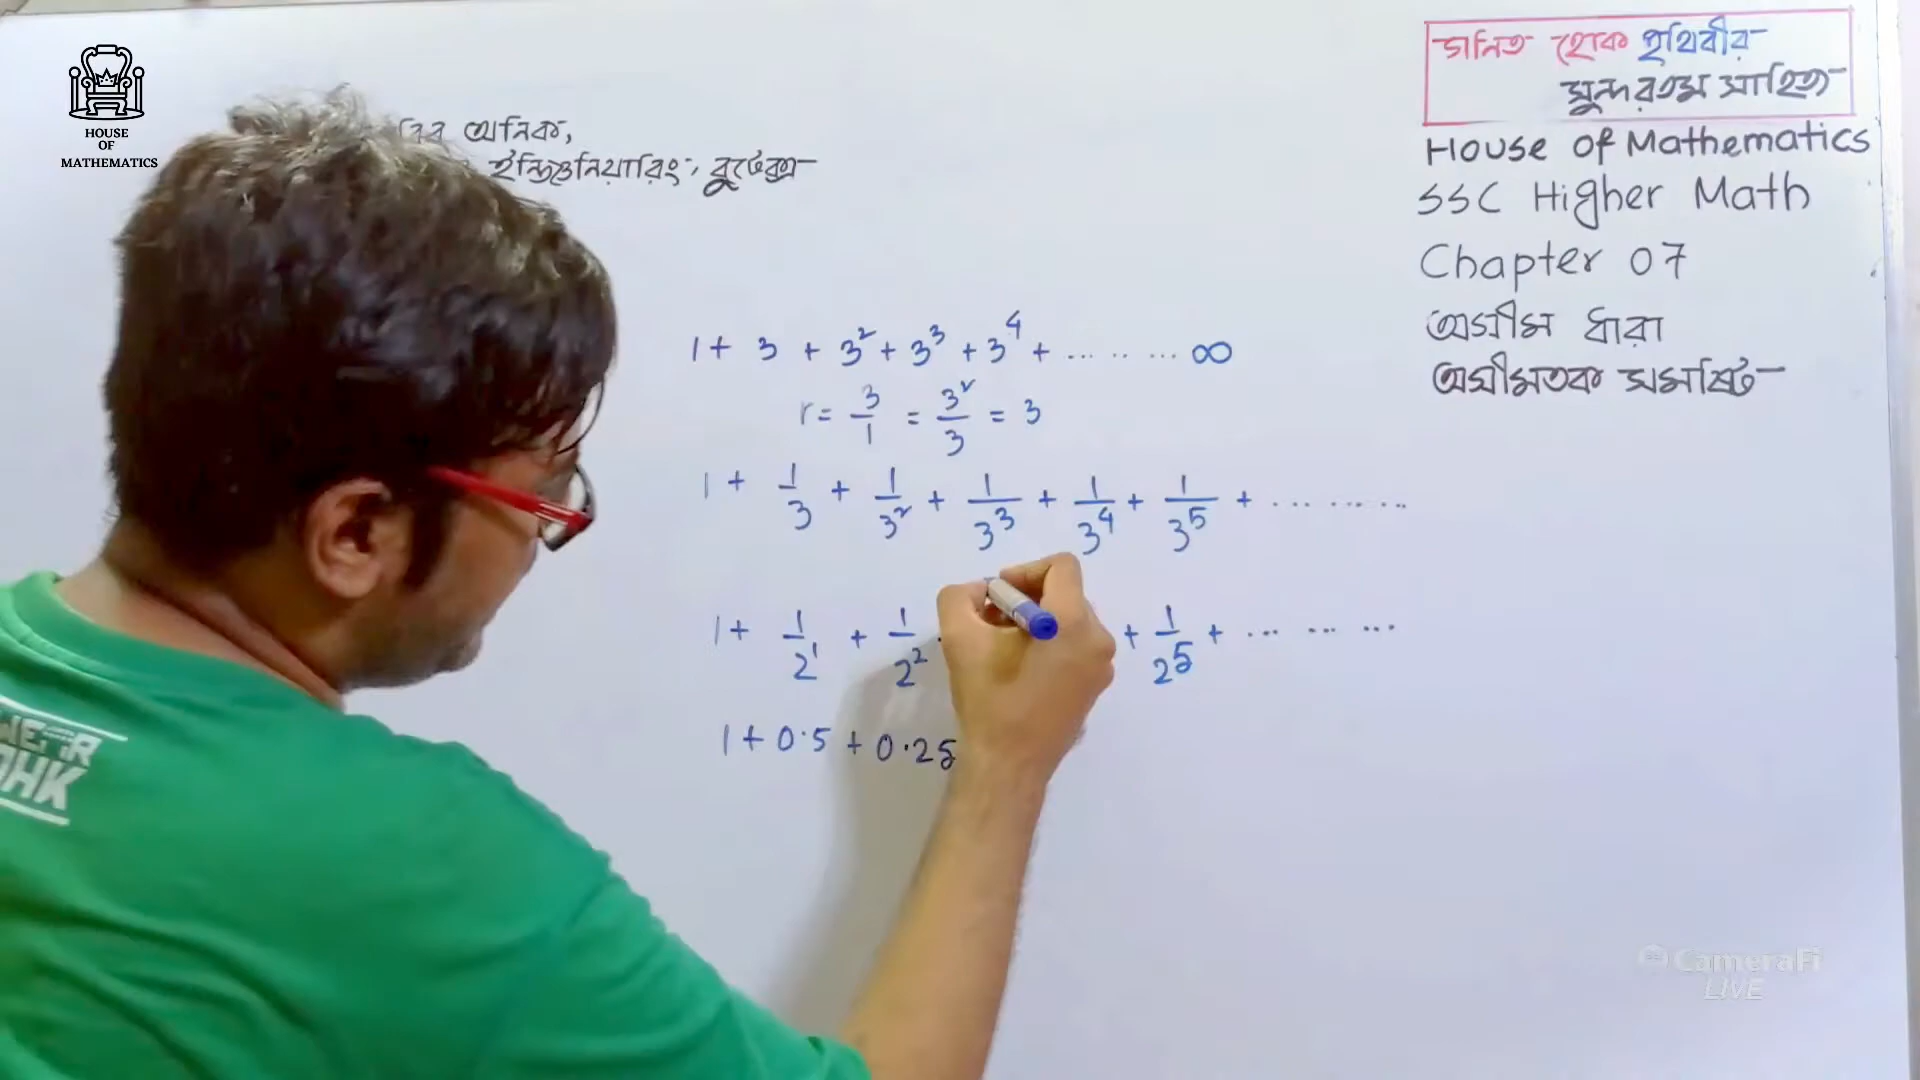 HOUSE
OF
MATHEMATICS
অনিক,
ইঞ্জিনিয়ারিং, বুটেক্স
গনিত হোক পৃথিবীর
সুন্দরতম সাহিত্য
House of Mathematics
SSC Higher Math
Chapter 07
অসীম ধারা
অসীমতক সমষ্টি
1 + 3 + 3² + 3³ + 3⁴ + ... ... ... ∞
r = 3/1 = 3²/3 = 3
1 + 1/3 + 1/3² + 1/3³ + 1/3⁴ + 1/3⁵ + ... ... ...
1 + 1/2¹ + 1/2² + 1/2⁵ + ... ... ...
1 + 0.5 + 0.25
CameraFi
LIVE